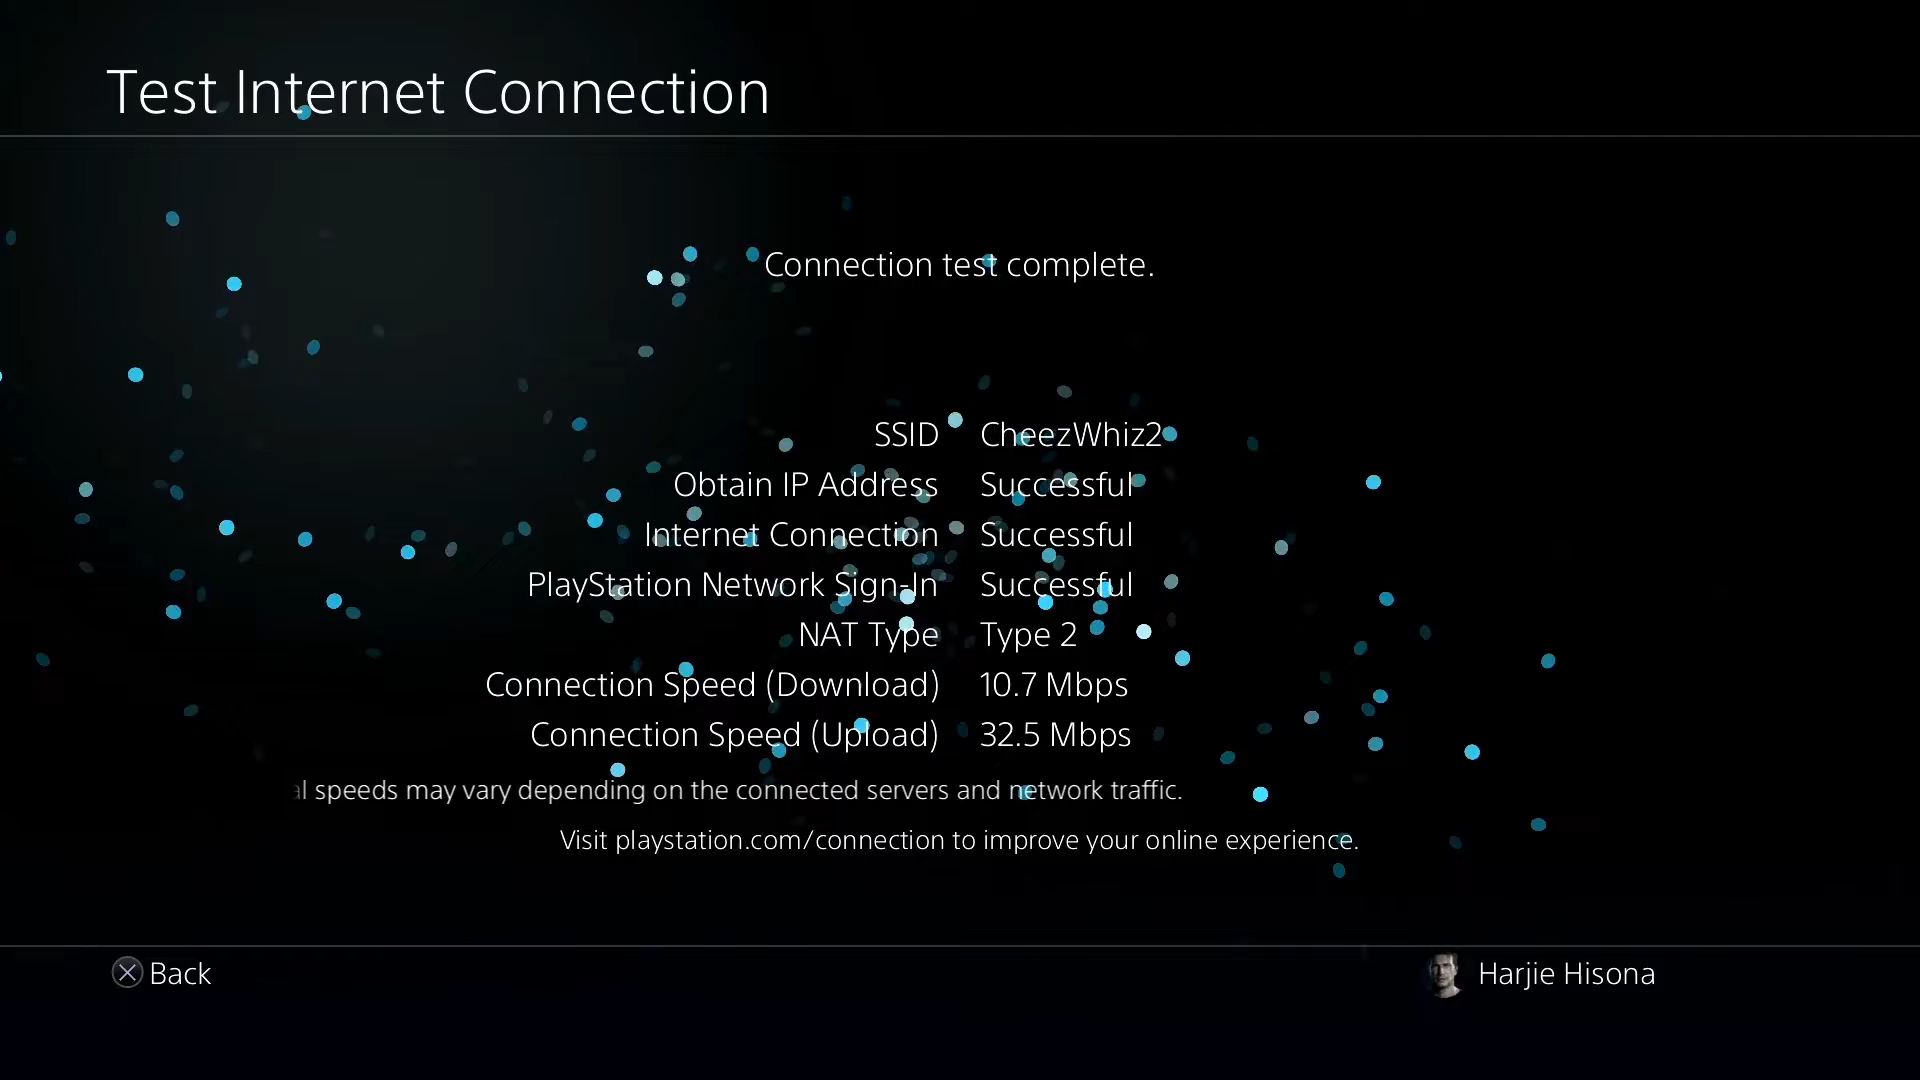 Test Internet Connection
Connection test complete.
SSID CheezWhiz2
Obtain IP Address Successful
Internet Connection Successful
PlayStation Network Sign-In Successful
NAT Type Type 2
Connection Speed (Download) 10.7 Mbps
Connection Speed (Upload) 32.5 Mbps
al speeds may vary depending on the connected servers and network traffic.
Visit playstation.com/connection to improve your online experience.
Back
Harjie Hisona